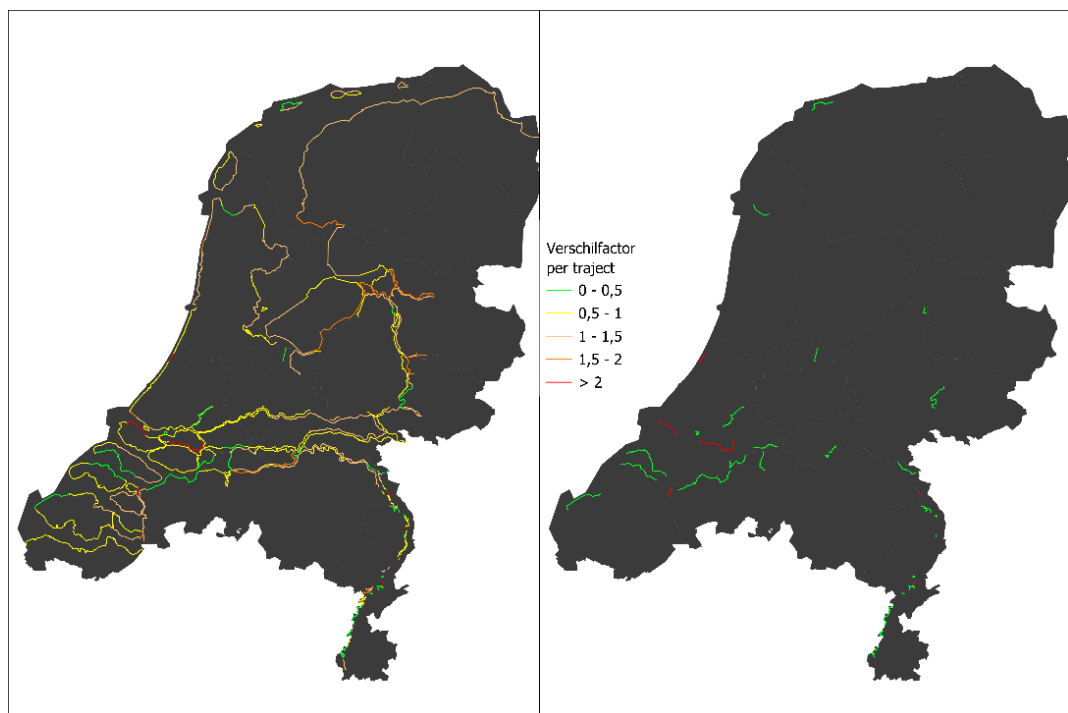 Verschilfactor
per traject
0 - 0,5
0,5 - 1
1 - 1,5
1,5 - 2
> 2